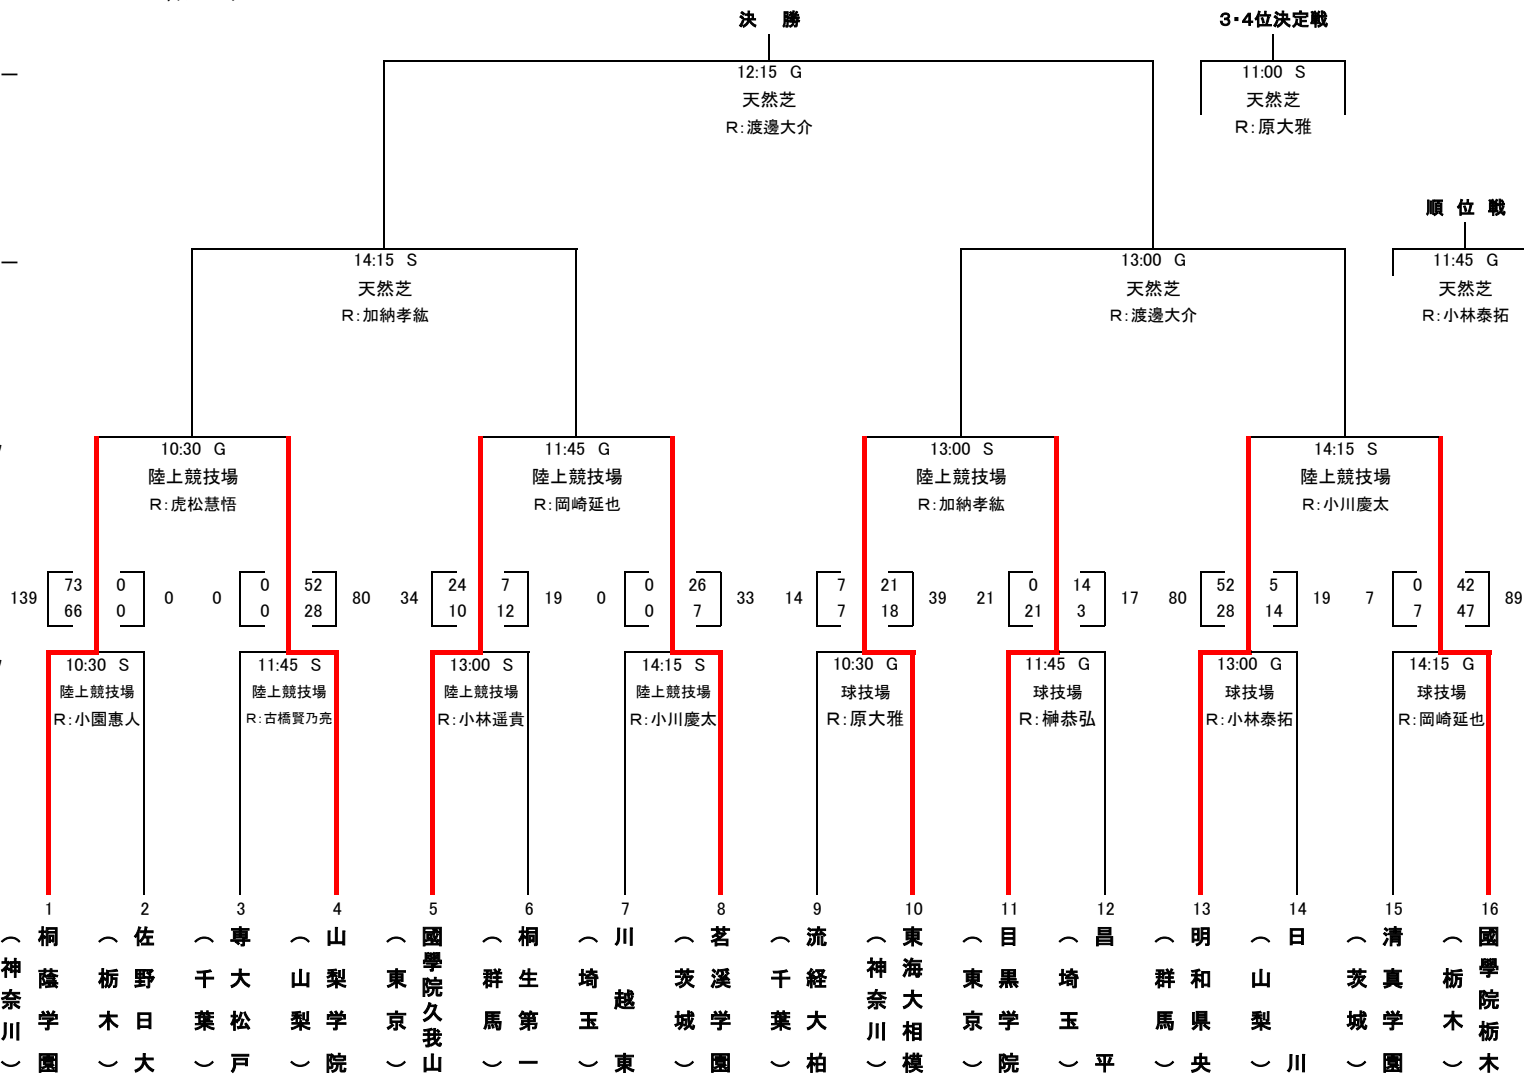 決 勝
3・4位決定戦
12:15 G
天然芝
R:渡邊大介
11:00 S
天然芝
R:原大雅
順 位 戦
14:15 S
天然芝
R:加納孝紘
13:00 G
天然芝
R:渡邊大介
11:45 G
天然芝
R:小林泰拓
10:30 G
陸上競技場
R:虎松慧悟
11:45 G
陸上競技場
R:岡崎延也
13:00 S
陸上競技場
R:加納孝紘
14:15 S
陸上競技場
R:小川慶太
73 0 0 52 24 7 0 26 7 21 0 14 52 5 0 42
139 0 0 80 34 19 0 33 14 39 21 17 80 19 7 89
66 0 0 28 10 12 0 7 7 18 21 3 28 14 7 47
10:30 S
陸上競技場
R:小園惠人
11:45 S
陸上競技場
R:古橋賢乃亮
13:00 S
陸上競技場
R:小林遥貴
14:15 S
陸上競技場
R:小川慶太
10:30 G
球技場
R:原大雅
11:45 G
球技場
R:榊恭弘
13:00 G
球技場
R:小林泰拓
14:15 G
球技場
R:岡崎延也
1
桐蔭学園
(神奈川)
2
佐野日大
(栃木)
3
専大松戸
(千葉)
4
山梨学院
(山梨)
5
國學院久我山
(東京)
6
桐生第一
(群馬)
7
川越東
(埼玉)
8
茗溪学園
(茨城)
9
流経大柏
(千葉)
10
東海大相模
(神奈川)
11
目黒学院
(東京)
12
昌平
(埼玉)
13
明和県央
(群馬)
14
日川
(山梨)
15
清真学園
(茨城)
16
國學院栃木
(栃木)